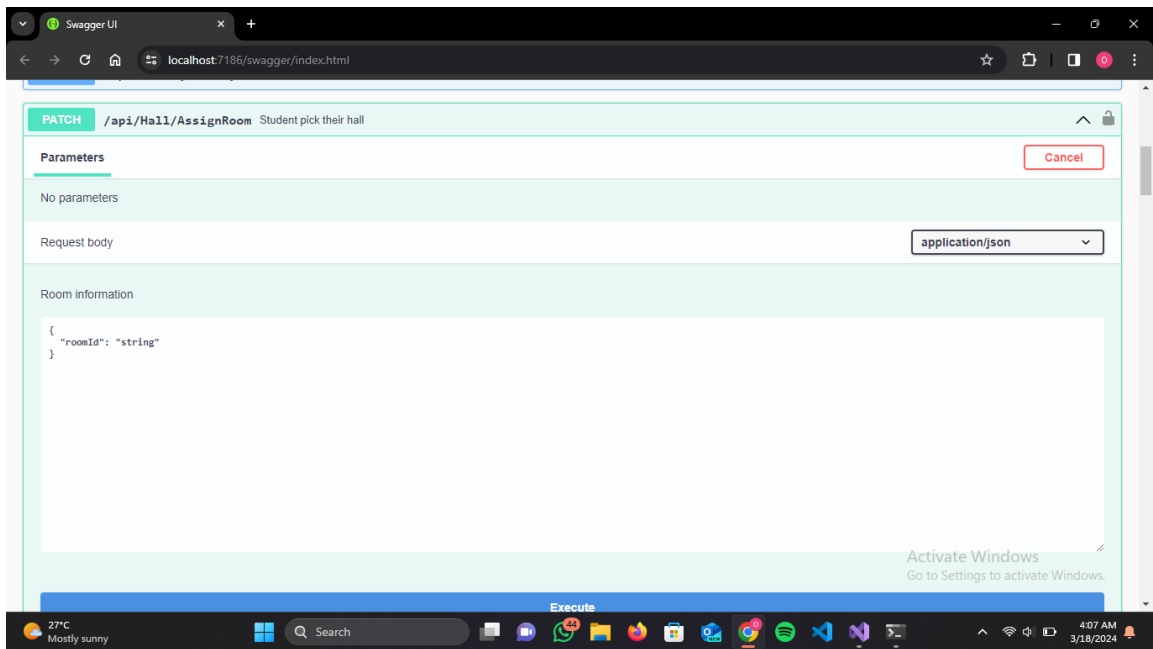 Swagger UI
localhost:7186/swagger/index.html
O
PATCH /api/Hall/AssignRoom Student pick their hall
Parameters
Cancel
No parameters
Request body
application/json
Room information
{
"roomId": "string"
}
Activate Windows
Go to Settings to activate Windows.
Execute
27°C
Mostly sunny
Search
44
4:07 AM
3/18/2024